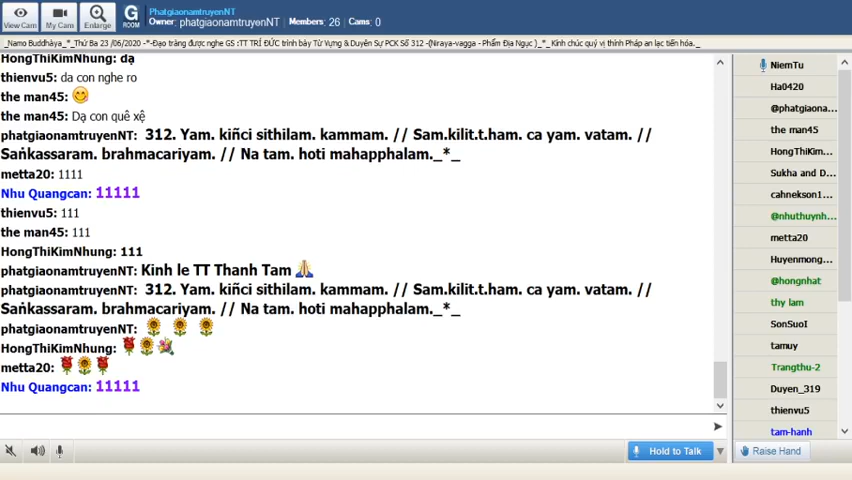 PhatgiaonamtruyenNT
Owner: phatgiaonamtruyenNT Members: 26 Cams: 0
View Cam
My Cam
Enlarge
G
ROOM
_Namo Buddhàya_*_Thứ Ba 23 /06/2020 -*-Đạo tràng được nghe GS :TT TRÍ ĐỨC trình bày Từ Vựng & Duyên Sự PCK Số 312 -(Niraya-vagga - Phẩm Địa Ngục )_*_ Kính chúc quý vị thính Pháp an lạc tiến hóa._
HongThiKimNhung: dạ
thienvu5: da con nghe ro
the man45:
the man45: Dạ con quê xệ
phatgiaonamtruyenNT: 312. Yam. kiñci sithilam. kammam. // Sam.kilit.t.ham. ca yam. vatam. //
Saṅkassaram. brahmacariyam. // Na tam. hoti mahapphalam._*_
metta20: 1111
Nhu Quangcan: 11111
thienvu5: 111
the man45: 111
HongThiKimNhung: 111
phatgiaonamtruyenNT: Kinh le TT Thanh Tam
phatgiaonamtruyenNT: 312. Yam. kiñci sithilam. kammam. // Sam.kilit.t.ham. ca yam. vatam. //
Saṅkassaram. brahmacariyam. // Na tam. hoti mahapphalam._*_
phatgiaonamtruyenNT:
HongThiKimNhung:
metta20:
Nhu Quangcan: 11111
NiemTu
Ha0420
@phatgiaona...
the man45
HongThiKim...
Sukha and D...
cahnekson1...
@nhuthuynh...
metta20
Huyenmong...
@hongnhat
thy lam
SonSuoI
tamuy
Trangthu-2
Duyen_319
thienvu5
tam-hanh
Hold to Talk
Raise Hand